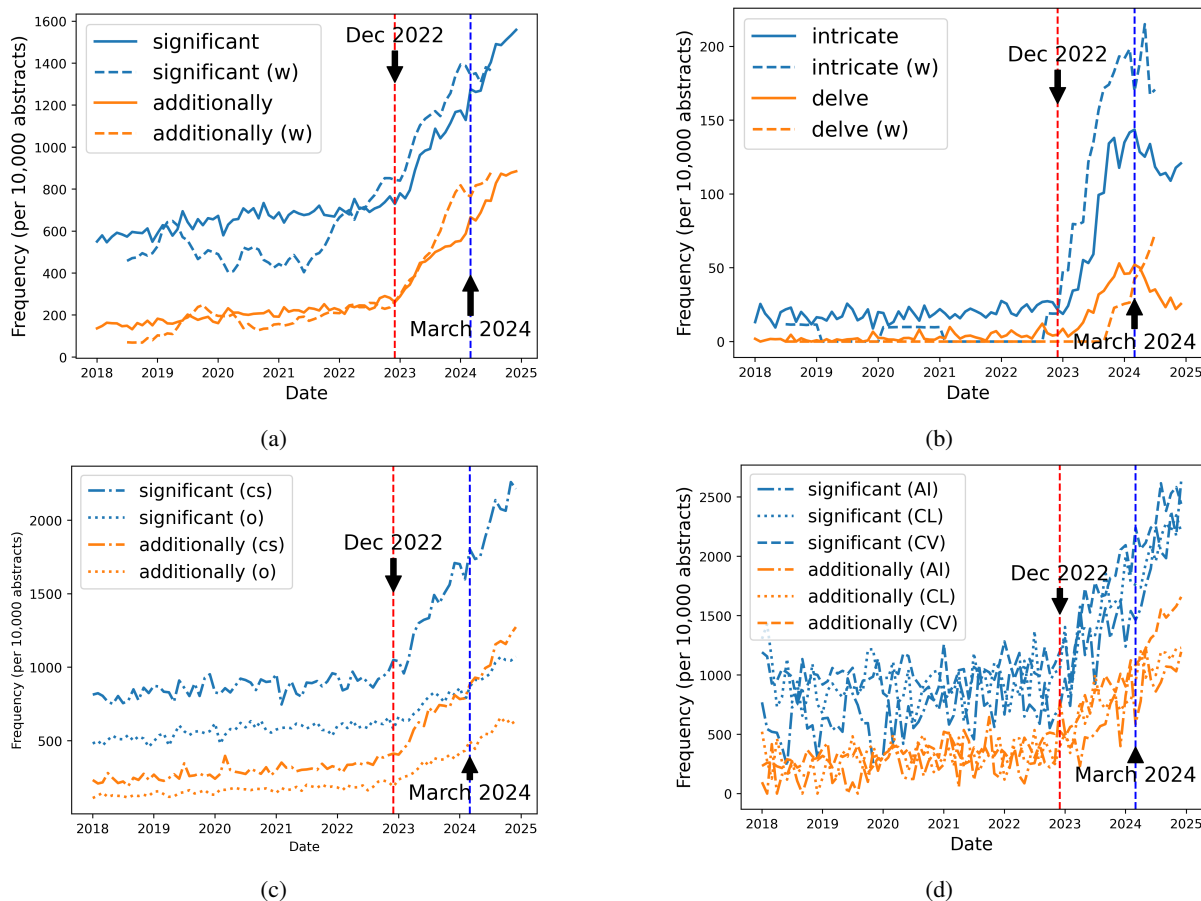 1600
1400
1200
1000
800
600
400
200
0
Frequency (per 10,000 abstracts)
significant
significant (w)
additionally
additionally (w)
Dec 2022
March 2024
2018 2019 2020 2021 2022 2023 2024 2025
Date
(a)
200
150
100
50
0
Frequency (per 10,000 abstracts)
intricate
intricate (w)
delve
delve (w)
Dec 2022
March 2024
2018 2019 2020 2021 2022 2023 2024 2025
Date
(b)
2000
1500
1000
500
Frequency (per 10,000 abstracts)
significant (cs)
significant (o)
additionally (cs)
additionally (o)
Dec 2022
March 2024
2018 2019 2020 2021 2022 2023 2024 2025
Date
(c)
2500
2000
1500
1000
500
0
Frequency (per 10,000 abstracts)
significant (AI)
significant (CL)
significant (CV)
additionally (AI)
additionally (CL)
additionally (CV)
Dec 2022
March 2024
2018 2019 2020 2021 2022 2023 2024 2025
Date
(d)